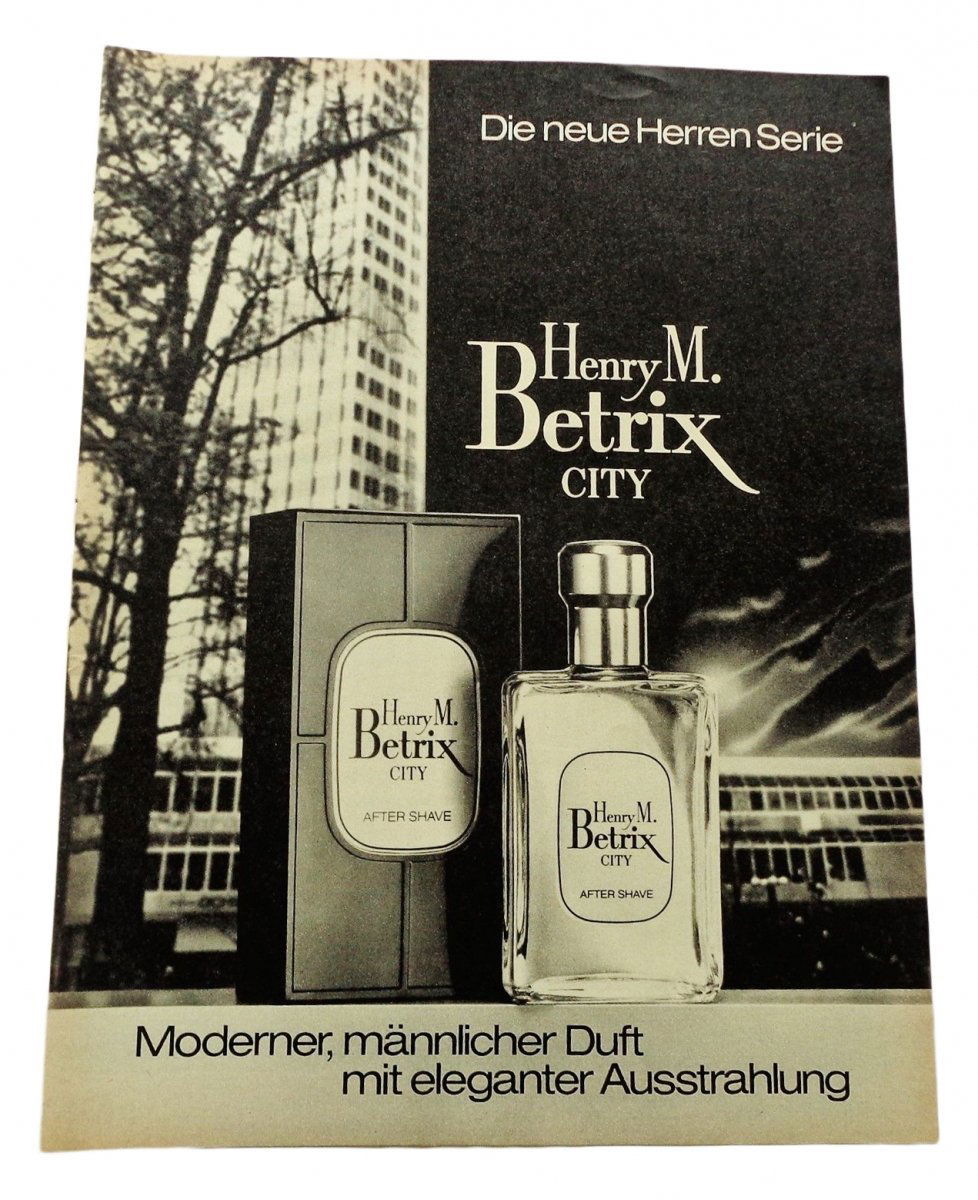 Die neue Herren Serie
Henry M.
Betrix
CITY
Henry M.
Betrix
CITY
AFTER SHAVE
Henry M.
Betrix
CITY
AFTER SHAVE
Moderner, männlicher Duft
mit eleganter Ausstrahlung